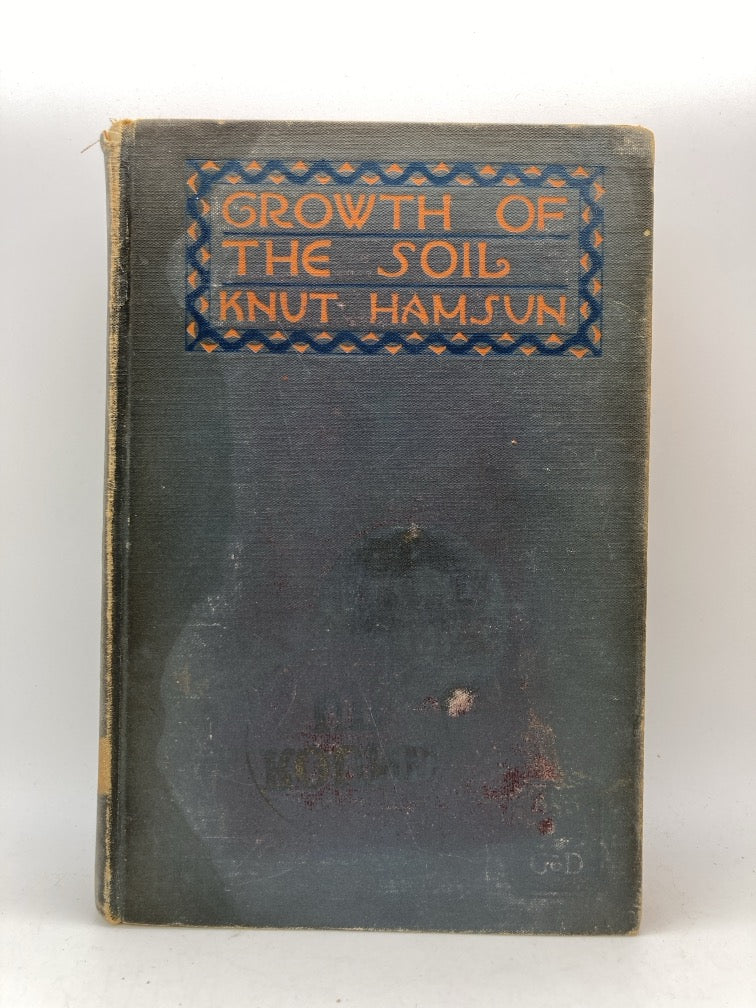 GROWTH OF
THE SOIL
KNUT HAMSUN
G&D